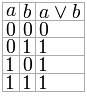 a b a ∨ b
0 0 0
0 1 1
1 0 1
1 1 1